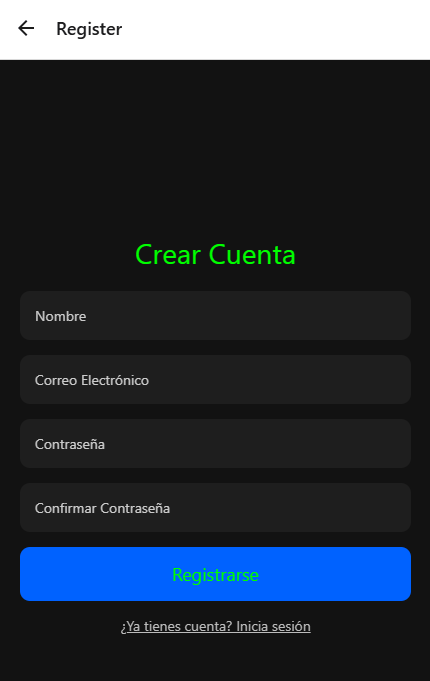 Register
Crear Cuenta
Nombre
Correo Electrónico
Contraseña
Confirmar Contraseña
Registrarse
¿Ya tienes cuenta? Inicia sesión